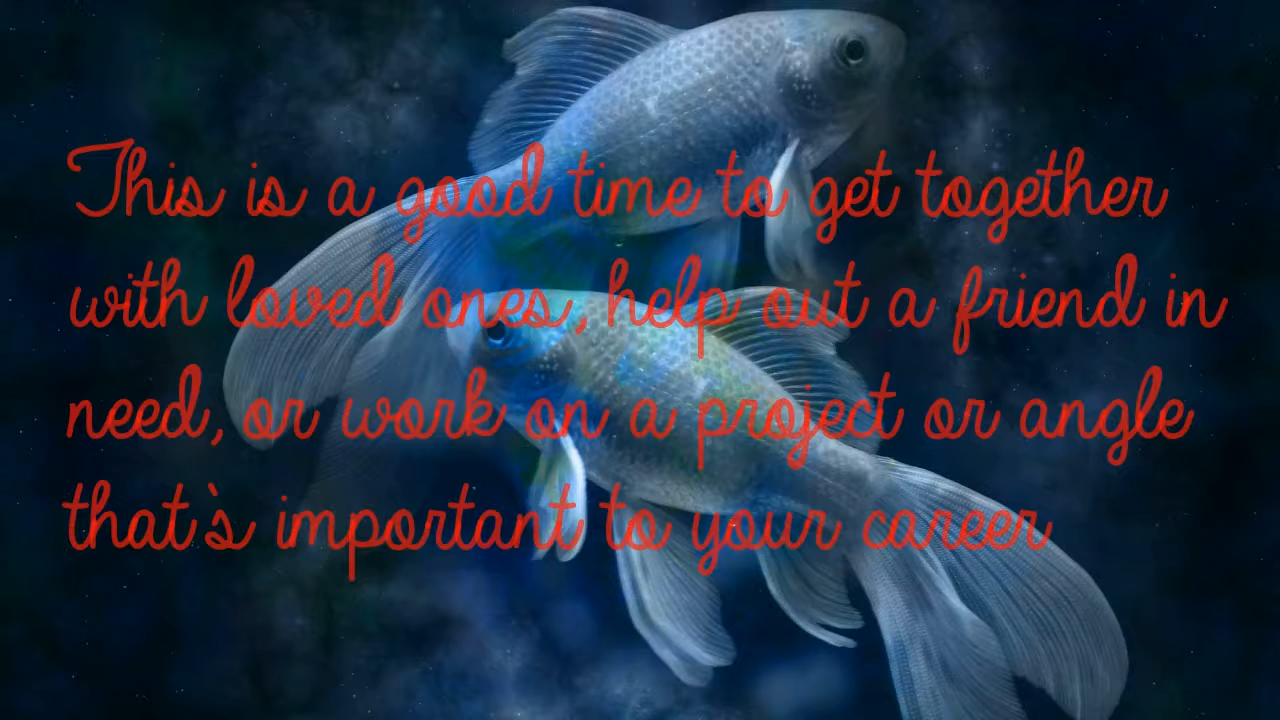 This is a good time to get together
with loved ones, help out a friend in
need, or work on a project or angle
that`s important to your career